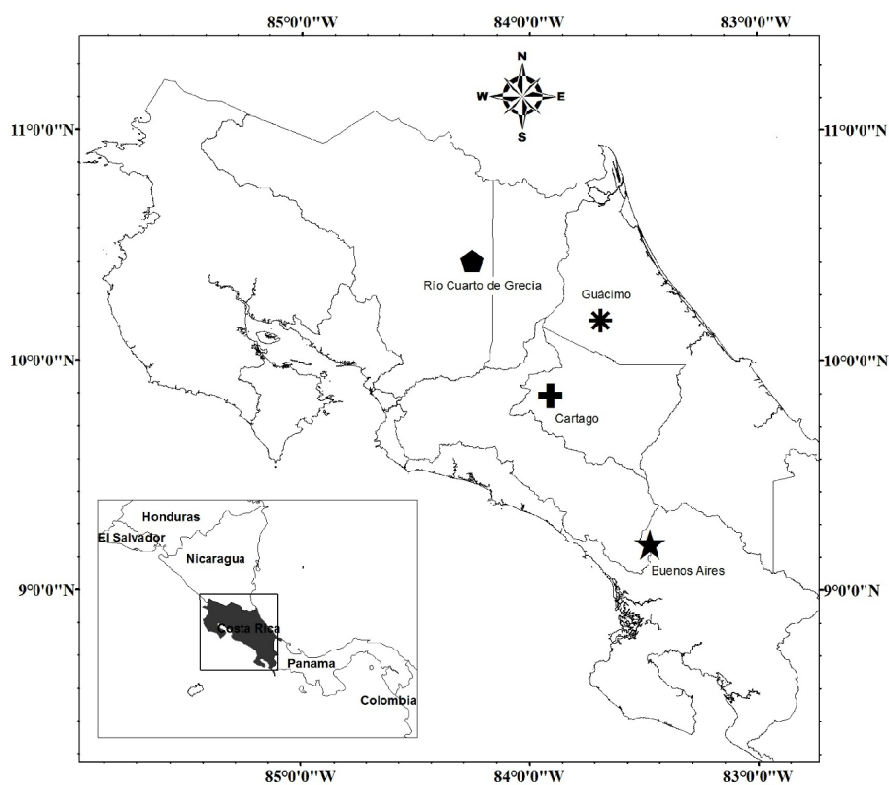 85°0'0"W 84°0'0"W 83°0'0"W
N
W E
S
11°0'0"N 11°0'0"N
Río Cuarto de Grecia
Guácimo
10°0'0"N 10°0'0"N
Cartago
Honduras
El Salvador
Nicaragua
Euenos Aires
9°0'0"N 9°0'0"N
Costa Rica
Panama
Colombia
85°0'0"W 84°0'0"W 83°0'0"W